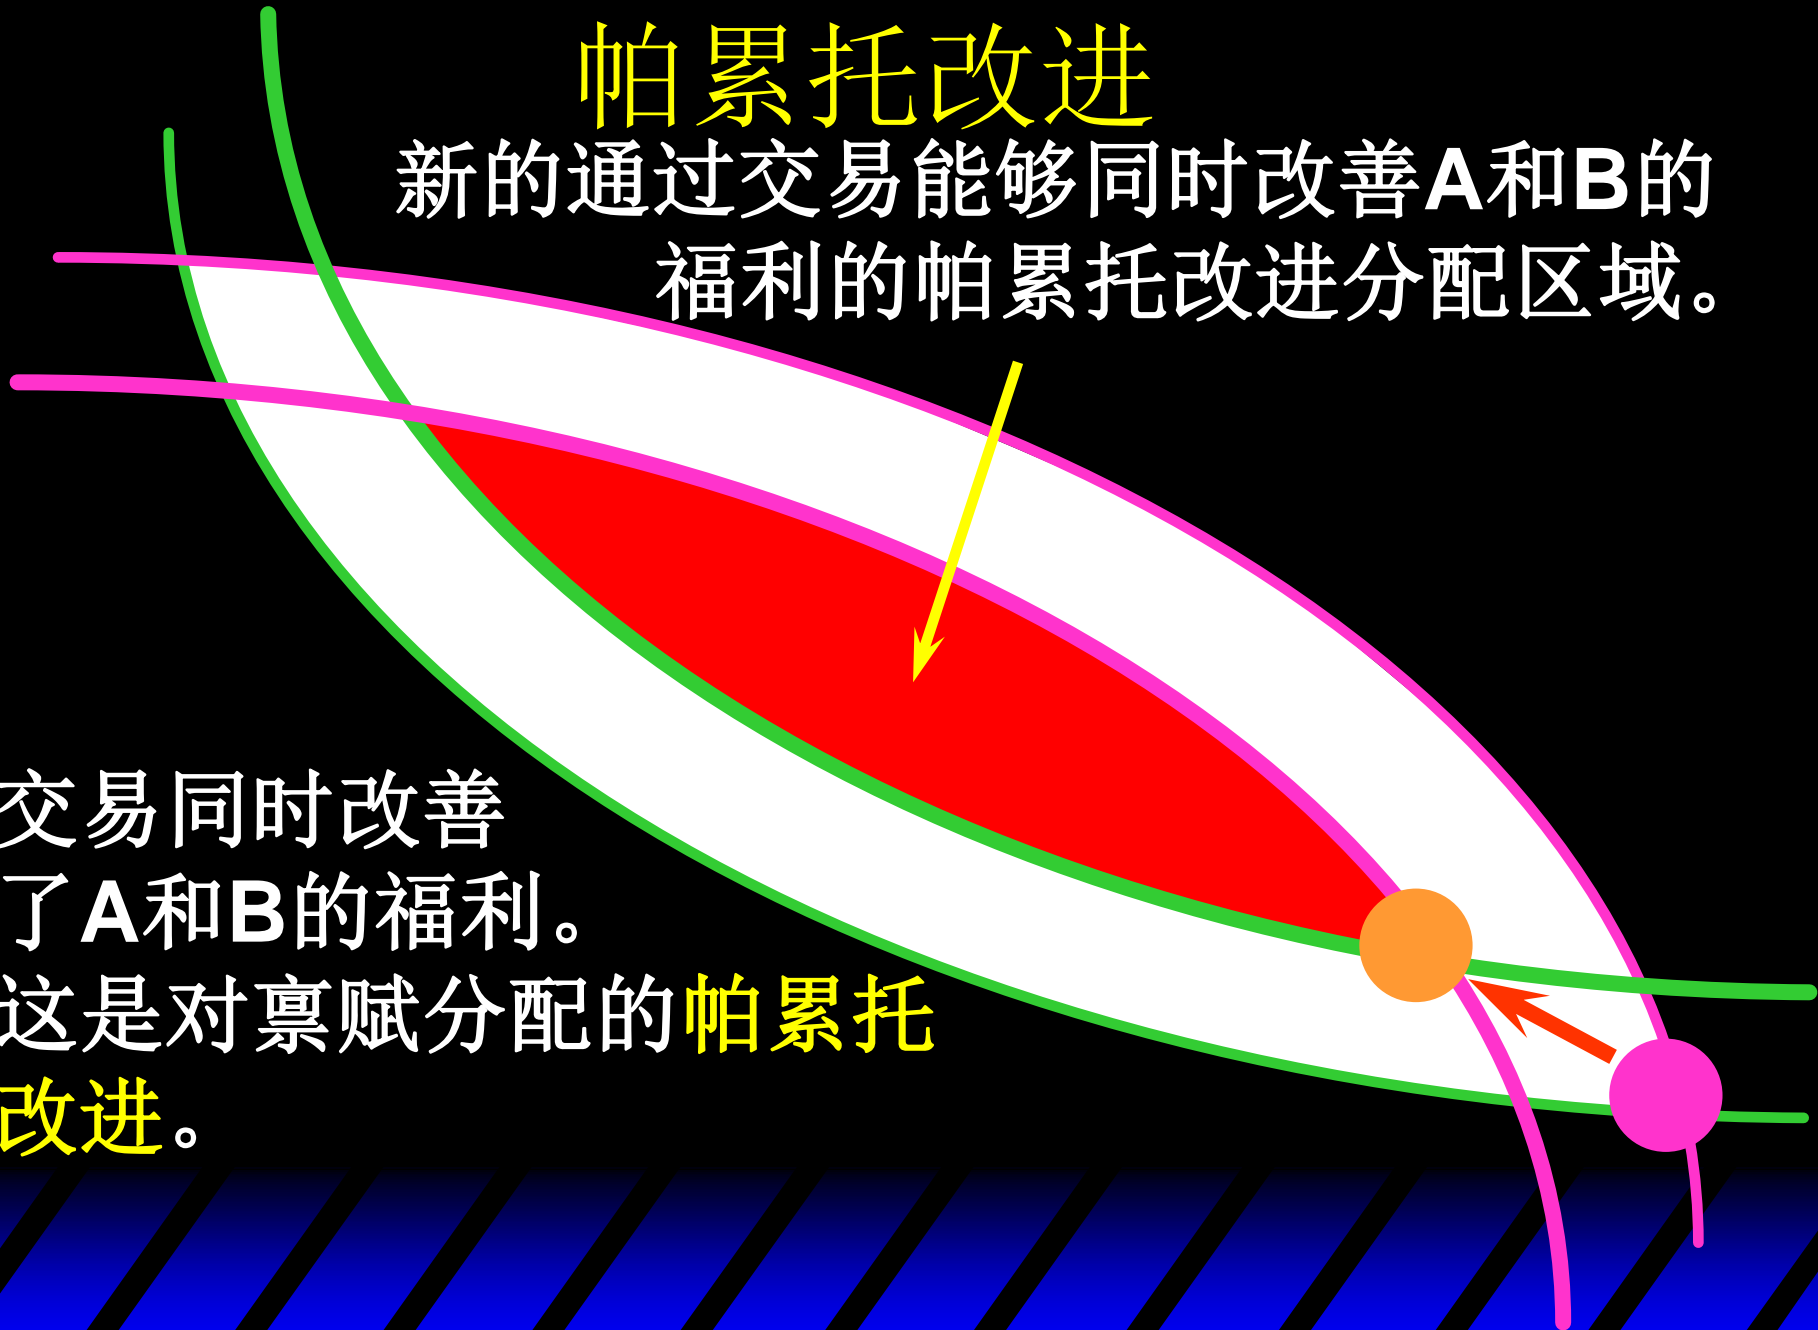 帕累托改进
新的通过交易能够同时改善A和B的
福利的帕累托改进分配区域。
交易同时改善
了A和B的福利。
这是对禀赋分配的帕累托
改进。